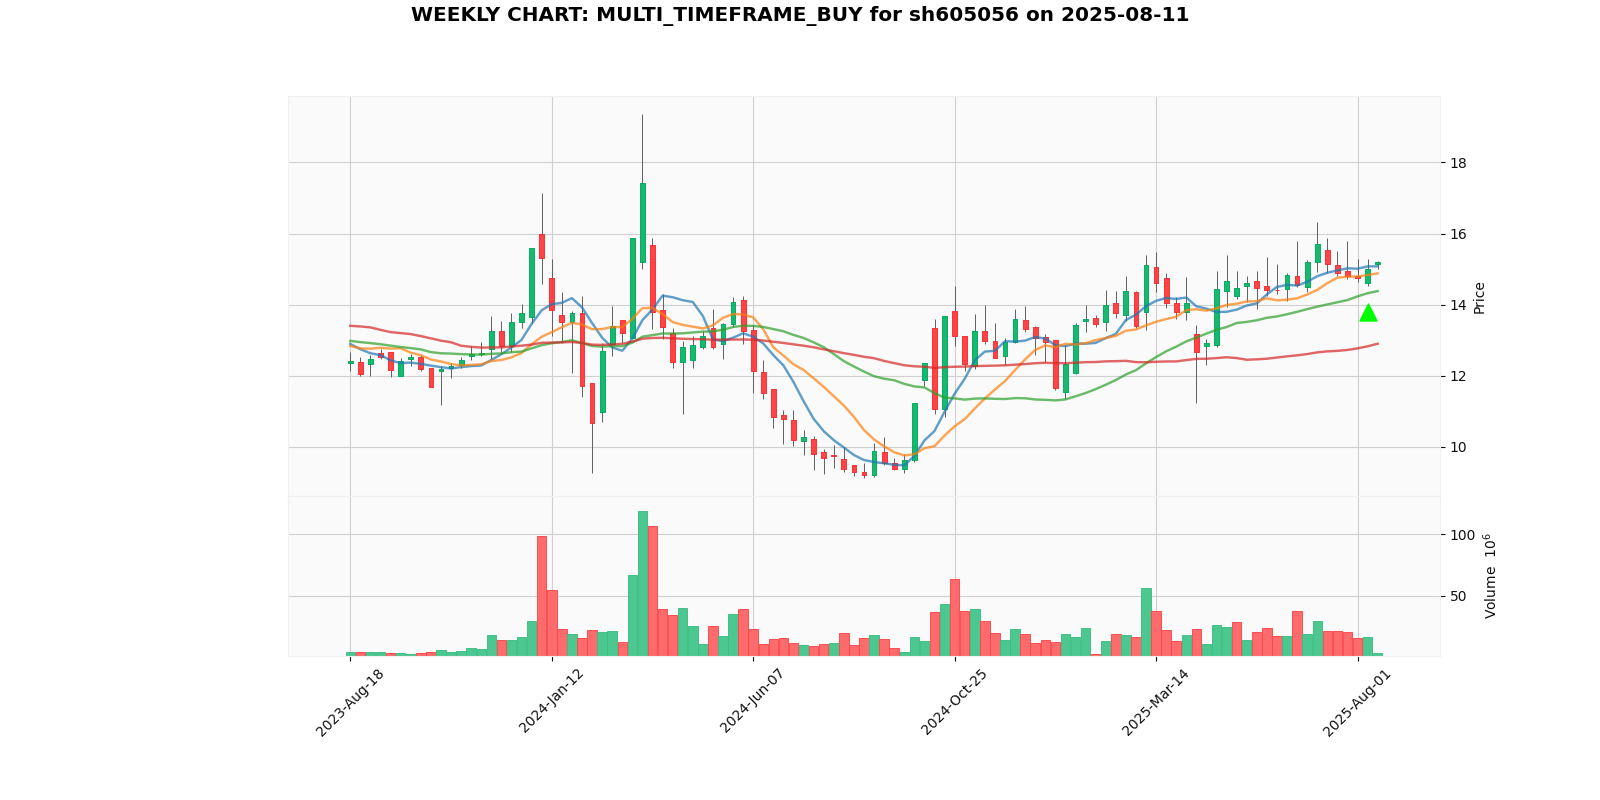 WEEKLY CHART: MULTI_TIMEFRAME_BUY for sh605056 on 2025-08-11
18
16
14
12
10
Price
100
50
Volume 10⁶
2023-Aug-18
2024-Jan-12
2024-Jun-07
2024-Oct-25
2025-Mar-14
2025-Aug-01